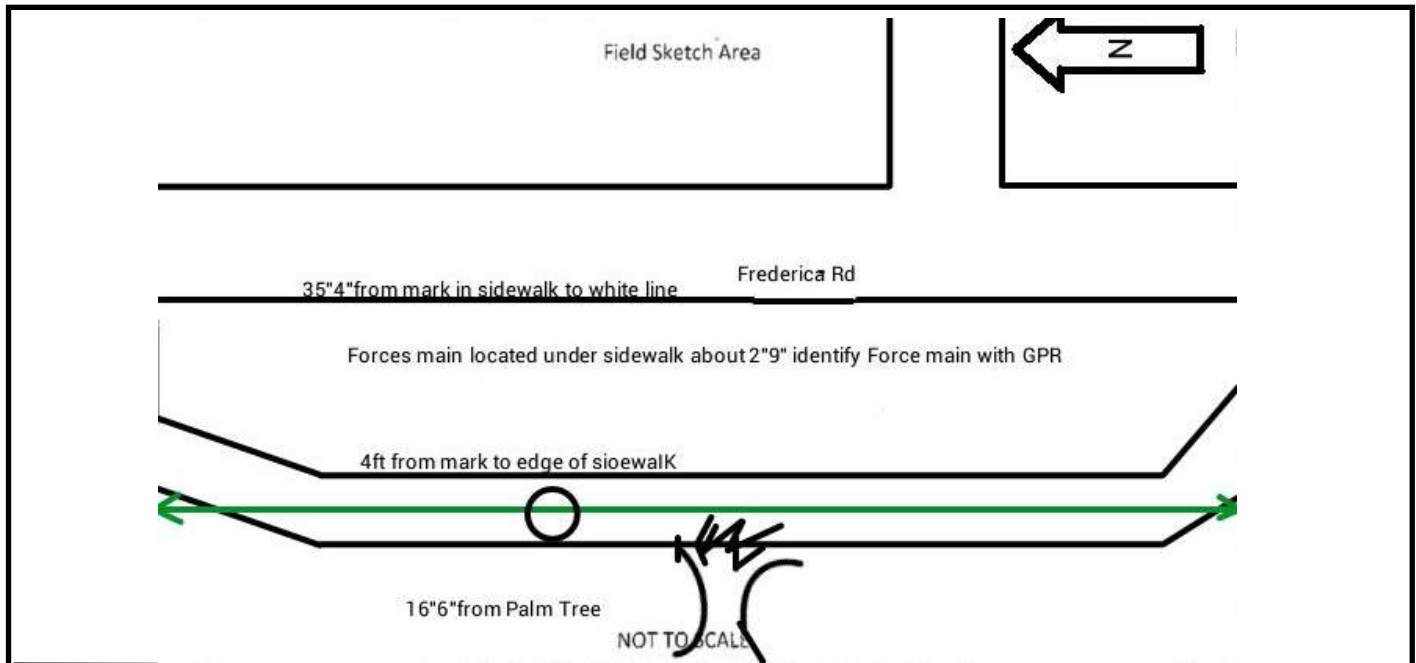 Field Sketch Area
N
Frederica Rd
35"4"from mark in sidewalk to white line
Forces main located under sidewalk about 2"9" identify Force main with GPR
4ft from mark to edge of sioewalK
16"6"from Palm Tree
NOT TO SCALE